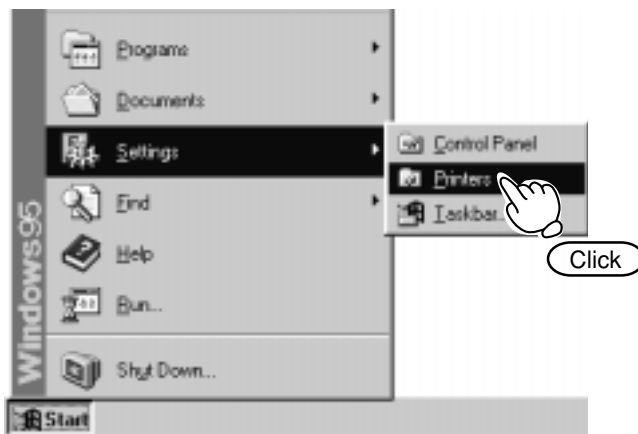 Programs
Documents
Settings
Find
Help
Run...
Shut Down...
Control Panel
Printers
Taskbar...
Click
Windows95
Start